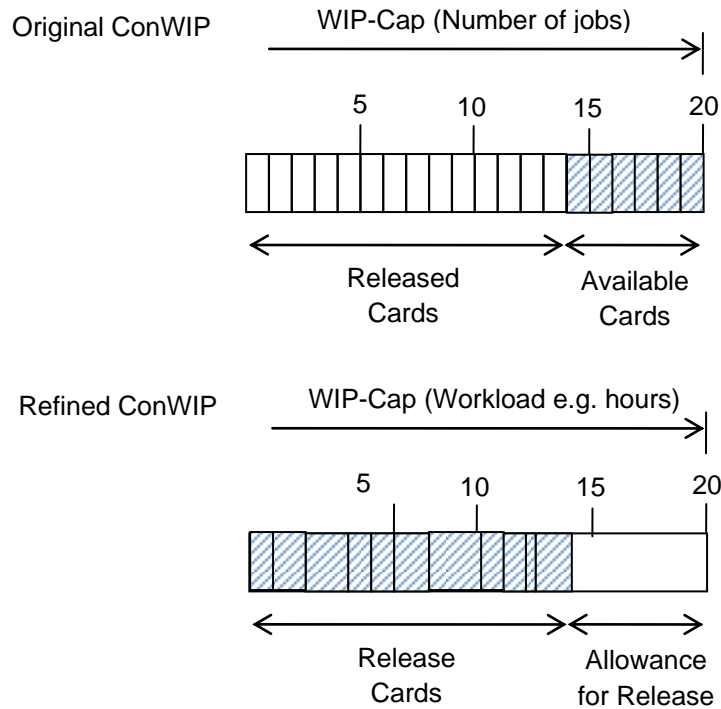 Original ConWIP
WIP-Cap (Number of jobs)
5
10
15
20
Released
Cards
Available
Cards
Refined ConWIP
WIP-Cap (Workload e.g. hours)
5
10
15
20
Release
Cards
Allowance
for Release